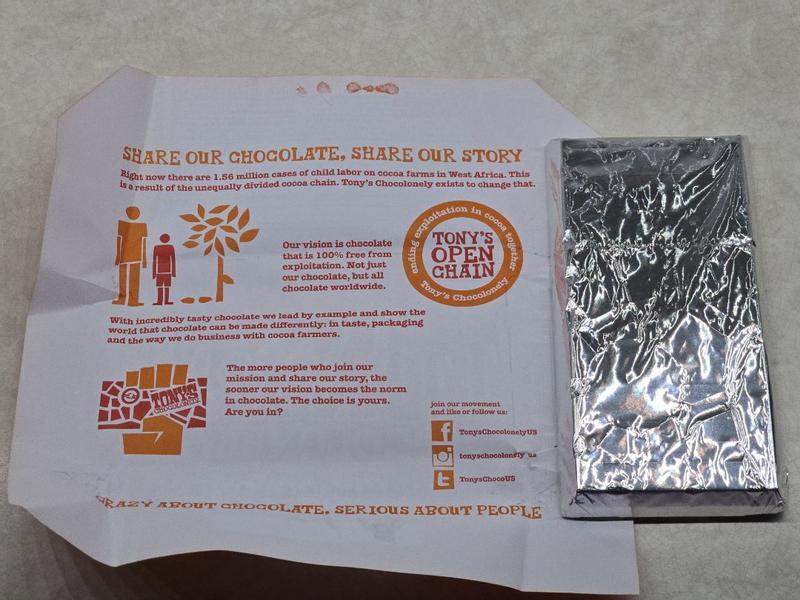 SHARE OUR CHOCOLATE, SHARE OUR STORY
Right now there are 1.56 million cases of child labor on cocoa farms in West Africa. This
is a result of the unequally divided cocoa chain. Tony's Chocolonely exists to change that.
Our vision is chocolate
that is 100% free from
exploitation. Not just
our chocolate, but all
chocolate worldwide.
ending exploitation in cocoa together
TONY'S
OPEN
CHAIN
Tony's Chocolonely
With incredibly tasty chocolate we lead by example and show the
world that chocolate can be made differently: in taste, packaging
and the way we do business with cocoa farmers.
TONY'S
CHOCOLONELY
The more people who join our
mission and share our story, the
sooner our vision becomes the norm
in chocolate. The choice is yours.
Are you in?
join our movement
and like or follow us:
TonysChocolonelyUS
tonyschocolonely_us
TonysChocoUS
CRAZY ABOUT CHOCOLATE, SERIOUS ABOUT PEOPLE